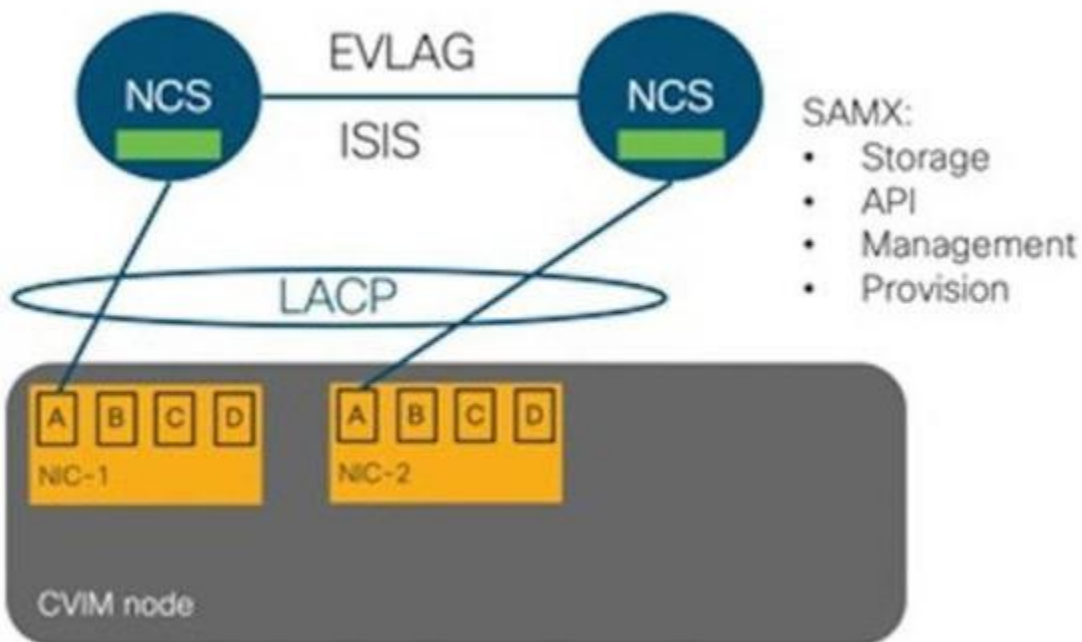 EVLAG
NCS
NCS
ISIS
SAMX:
• Storage
• API
• Management
• Provision
LACP
A B C D
NIC-1
A B C D
NIC-2
CVIM node